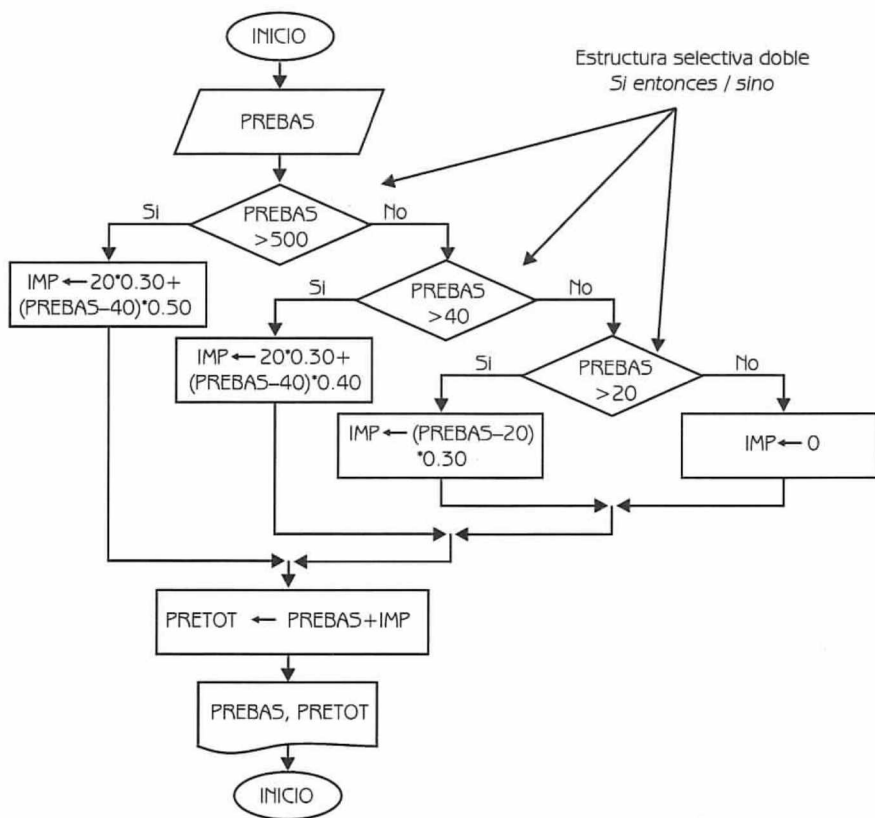 INICIO
Estructura selectiva doble
Si entonces / sino
PREBAS
Si
PREBAS
>500
No
IMP ← 20*0.30+
(PREBAS–40)*0.50
Si
PREBAS
>40
No
IMP ← 20*0.30+
(PREBAS–40)*0.40
Si
PREBAS
>20
No
IMP ← (PREBAS–20)
*0.30
IMP ← 0
PRETOT ← PREBAS+IMP
PREBAS, PRETOT
INICIO